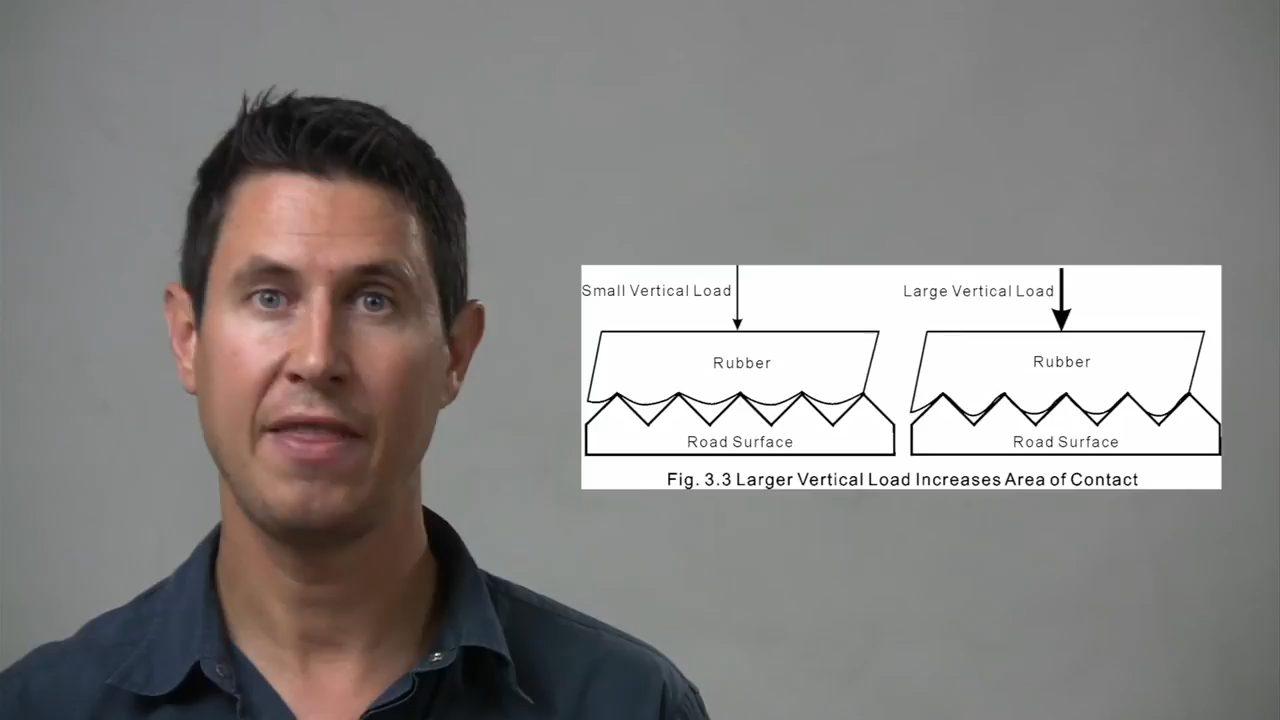 Small Vertical Load
Large Vertical Load
Rubber
Rubber
Road Surface
Road Surface
Fig. 3.3 Larger Vertical Load Increases Area of Contact